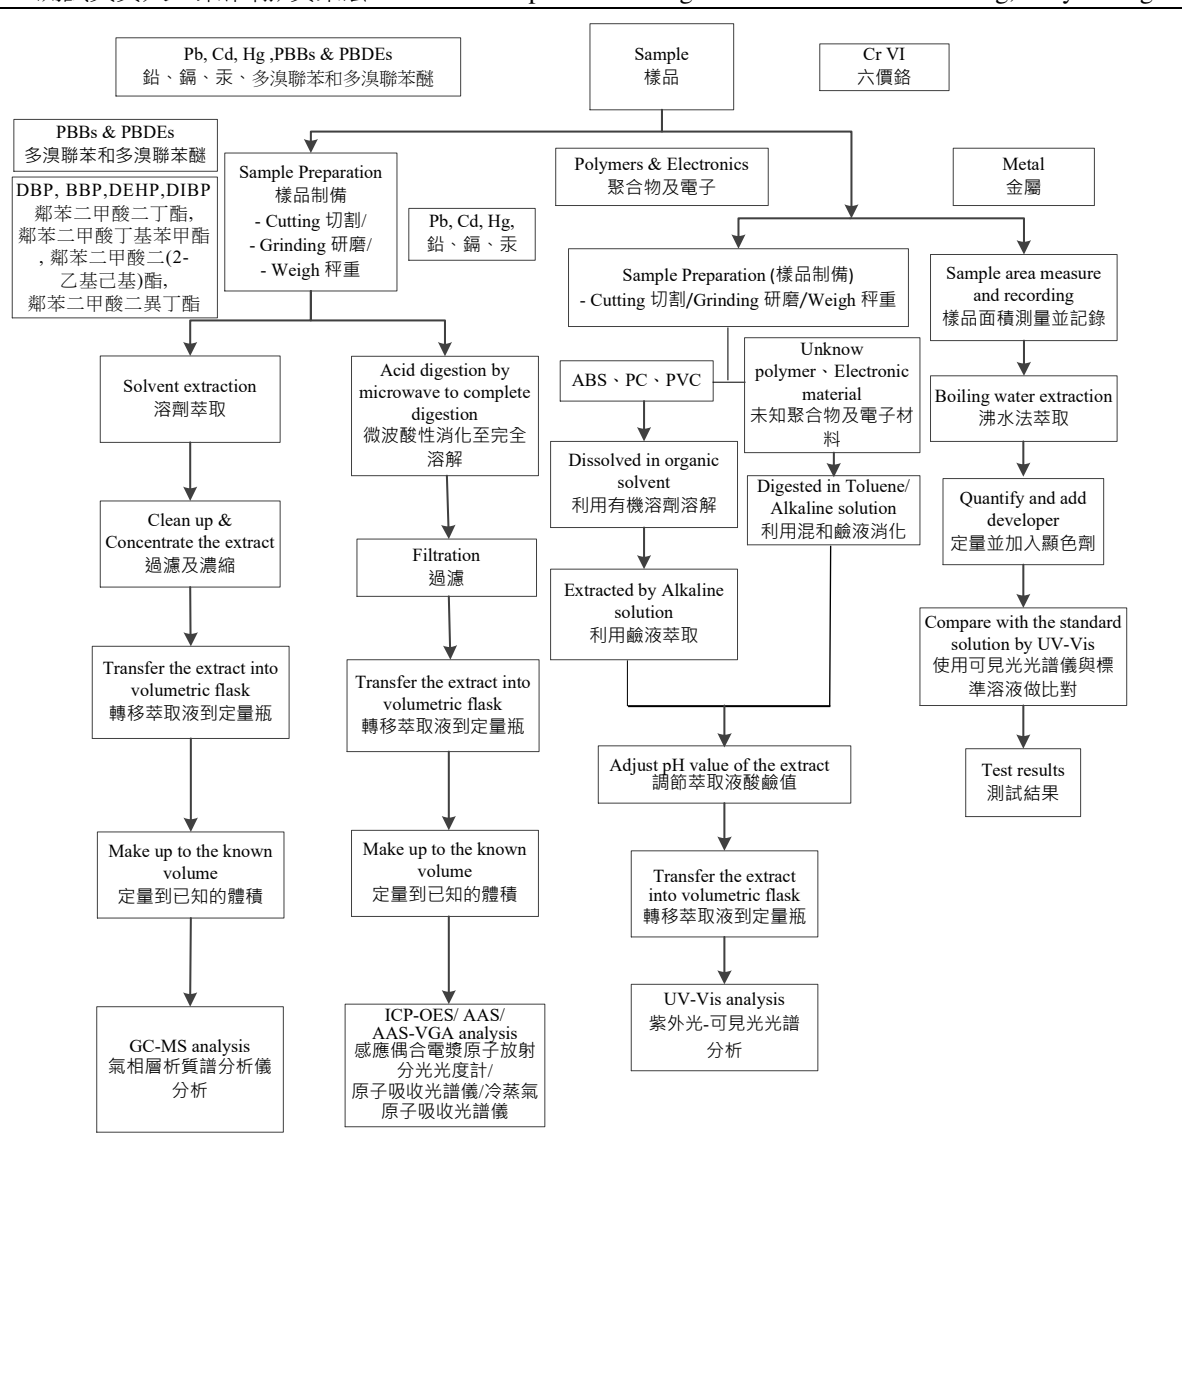 Pb, Cd, Hg ,PBBs & PBDEs
鉛、鎘、汞、多溴聯苯和多溴聯苯醚
Sample
樣品
Cr VI
六價鉻
PBBs & PBDEs
多溴聯苯和多溴聯苯醚
DBP, BBP,DEHP,DIBP
鄰苯二甲酸二丁酯,
鄰苯二甲酸丁基苯甲酯
, 鄰苯二甲酸二(2-
乙基己基)酯,
鄰苯二甲酸二異丁酯
Sample Preparation
樣品制備
- Cutting 切割/
- Grinding 研磨/
- Weigh 秤重
Pb, Cd, Hg,
鉛、鎘、汞
Polymers & Electronics
聚合物及電子
Metal
金屬
Sample Preparation (樣品制備)
- Cutting 切割/Grinding 研磨/Weigh 秤重
Sample area measure
and recording
樣品面積測量並記錄
Solvent extraction
溶劑萃取
Acid digestion by
microwave to complete
digestion
微波酸性消化至完全
溶解
ABS、PC、PVC
Unknow
polymer、Electronic
material
未知聚合物及電子材
料
Boiling water extraction
沸水法萃取
Clean up &
Concentrate the extract
過濾及濃縮
Filtration
過濾
Dissolved in organic
solvent
利用有機溶劑溶解
Digested in Toluene/
Alkaline solution
利用混和鹼液消化
Quantify and add
developer
定量並加入顯色劑
Extracted by Alkaline
solution
利用鹼液萃取
Compare with the standard
solution by UV-Vis
使用可見光光譜儀與標
準溶液做比對
Transfer the extract into
volumetric flask
轉移萃取液到定量瓶
Transfer the extract into
volumetric flask
轉移萃取液到定量瓶
Adjust pH value of the extract
調節萃取液酸鹼值
Test results
測試結果
Make up to the known
volume
定量到已知的體積
Make up to the known
volume
定量到已知的體積
Transfer the extract
into volumetric flask
轉移萃取液到定量瓶
GC-MS analysis
氣相層析質譜分析儀
分析
ICP-OES/ AAS/
AAS-VGA analysis
感應偶合電漿原子放射
分光光度計/
原子吸收光譜儀/冷蒸氣
原子吸收光譜儀
UV-Vis analysis
紫外光-可見光光譜
分析